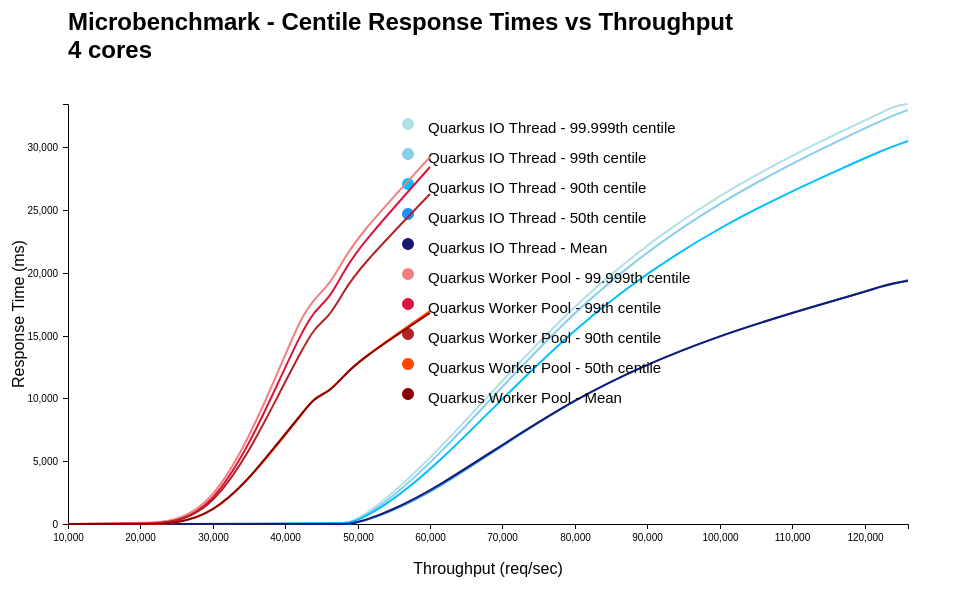 Microbenchmark - Centile Response Times vs Throughput
4 cores
Quarkus IO Thread - 99.999th centile
Quarkus IO Thread - 99th centile
Quarkus IO Thread - 90th centile
Quarkus IO Thread - 50th centile
Quarkus IO Thread - Mean
Quarkus Worker Pool - 99.999th centile
Quarkus Worker Pool - 99th centile
Quarkus Worker Pool - 90th centile
Quarkus Worker Pool - 50th centile
Quarkus Worker Pool - Mean
Response Time (ms)
30,000
25,000
20,000
15,000
10,000
5,000
0
10,000 20,000 30,000 40,000 50,000 60,000 70,000 80,000 90,000 100,000 110,000 120,000
Throughput (req/sec)